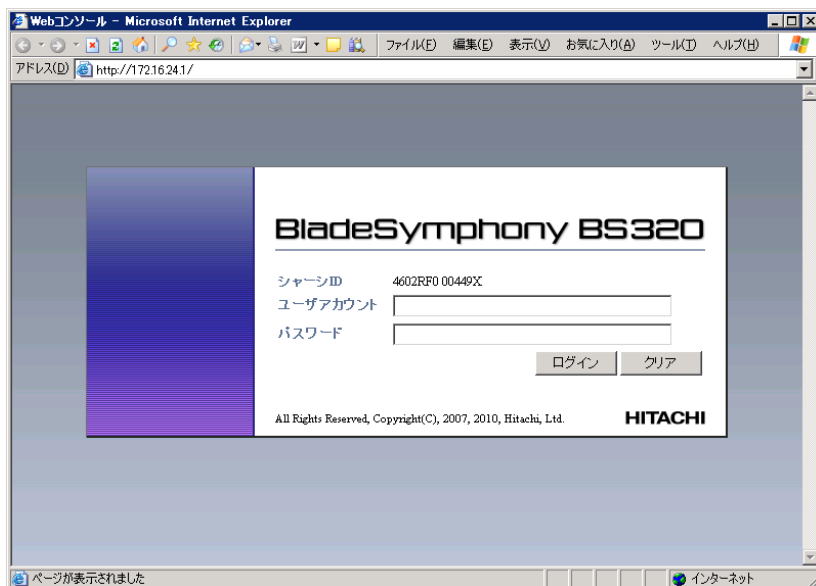 Webコンソール - Microsoft Internet Explorer
ファイル(F) 編集(E) 表示(V) お気に入り(A) ツール(T) ヘルプ(H)
アドレス(D) http://172.16.24.1/
BladeSymphony BS320
シャーシID 4602RF0 00449X
ユーザアカウント
パスワード
ログイン クリア
All Rights Reserved, Copyright(C), 2007, 2010, Hitachi, Ltd. HITACHI
ページが表示されました インターネット